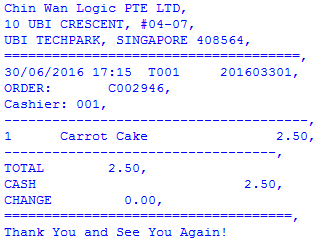 Chin Wan Logic PTE LTD,
10 UBI CRESCENT, #04-07,
UBI TECHPARK, SINGAPORE 408564,
=====================================,
30/06/2016 17:15  T001     201603301,
ORDER:       C002946,
Cashier: 001,
--------------------------------------,
1      Carrot Cake                2.50,
----------------------------------,
TOTAL        2.50,
CASH                          2.50,
CHANGE         0.00,
====================================,
Thank You and See You Again!